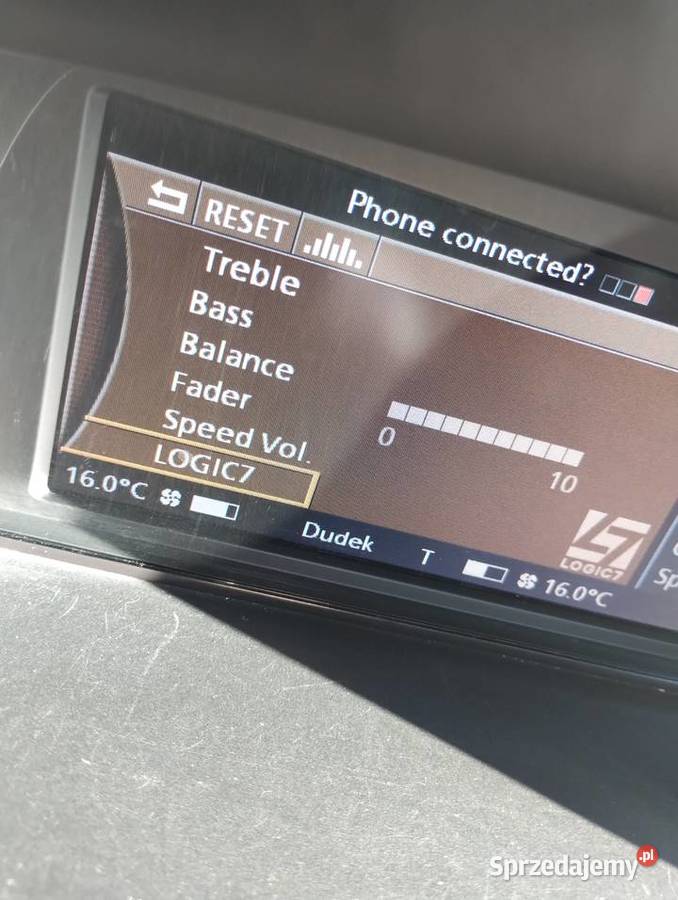 Phone connected?
RESET
Treble
Bass
Balance
Fader
Speed Vol.
LOGIC7
0
10
LOGIC7
16.0°C
Dudek
T
16.0°C
Sp
Sprzedajemy.pl